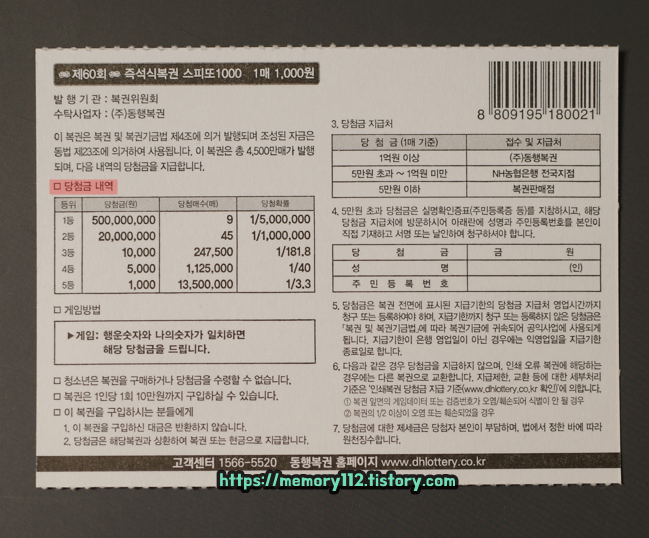 제60회 즉석식복권 스피또1000 1매 1,000원
발 행 기 관 : 복권위원회
수탁사업자 : (주)동행복권
이 복권은 복권 및 복권기금법 제4조에 의거 발행되며 조성된 자금은
동법 제23조에 의거하여 사용됩니다. 이 복권은 총 4,500만매가 발행
되며, 다음 내역의 당첨금을 지급합니다.
□ 당첨금 내역
등위 당첨금(원) 당첨매수(매) 당첨확률
1등 500,000,000 9 1/5,000,000
2등 20,000,000 45 1/1,000,000
3등 10,000 247,500 1/181.8
4등 5,000 1,125,000 1/40
5등 1,000 13,500,000 1/3.3
□ 게임방법
▶게임: 행운숫자와 나의숫자가 일치하면
해당 당첨금을 드립니다.
□ 청소년은 복권을 구매하거나 당첨금을 수령할 수 없습니다.
□ 복권은 1인당 1회 10만원까지 구입하실 수 있습니다.
□ 이 복권을 구입하시는 분들에게
1. 이 복권을 구입하신 대금은 반환하지 않습니다.
2. 당첨금은 해당복권과 상환하여 복권 또는 현금으로 지급합니다.
8 809195 180021
3. 당첨금 지급처
당 첨 금 (1매 기준) 접수 및 지급처
1억원 이상 (주)동행복권
5만원 초과 ~ 1억원 미만 NH농협은행 전국지점
5만원 이하 복권판매점
4. 5만원 초과 당첨금은 실명확인증표(주민등록증 등)를 지참하시고, 해당
당첨금 지급처에 방문하시어 아래란에 성명과 주민등록번호를 본인이
직접 기재하고 서명 또는 날인하여 청구하셔야 합니다.
당 첨 금 금 원
성 명 (인)
주 민 등 록 번 호
5. 당첨금은 복권 전면에 표시된 지급기한의 당첨금 지급처 영업시간까지
청구 또는 등록하여야 하며, 지급기한까지 청구 또는 등록하지 않은 당첨금은
「복권 및 복권기금법」에 따라 복권기금에 귀속되어 공익사업에 사용되게
됩니다. 지급기한이 은행 영업일이 아닌 경우에는 익영업일을 지급기한
종료일로 합니다.
6. 다음과 같은 경우 당첨금을 지급하지 않으며, 인쇄 오류 복권에 해당하는
경우에는 다른 복권으로 교환합니다. 지급제한, 교환 등에 대한 세부처리
기준은 '인쇄복권 당첨금 지급 기준(www.dhlottery.co.kr 확인)'에 의합니다.
① 복권 앞면의 게임데이터 또는 검증번호가 오염/훼손되어 식별이 안 될 경우
② 복권의 1/2 이상이 오염 또는 훼손되었을 경우
7. 당첨금에 대한 제세금은 당첨자 본인이 부담하며, 법에서 정한 바에 따라
원천징수합니다.
고객센터 1566-5520 동행복권 홈페이지 www.dhlottery.co.kr
https://memory112.tistory.com